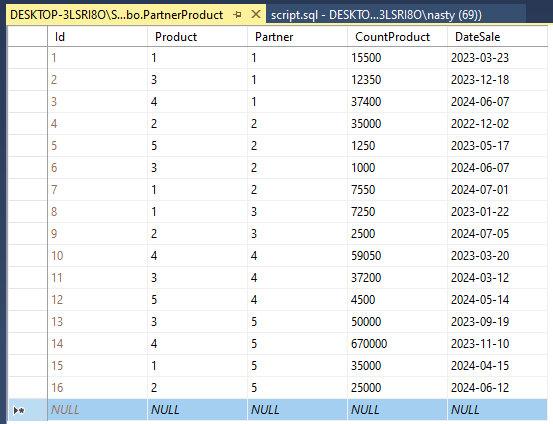 DESKTOP-3LSRI8O\S...bo.PartnerProduct script.sql - DESKTO...3LSRI8O\nasty (69))
Id Product Partner CountProduct DateSale
1 1 1 15500 2023-03-23
2 3 1 12350 2023-12-18
3 4 1 37400 2024-06-07
4 2 2 35000 2022-12-02
5 5 2 1250 2023-05-17
6 3 2 1000 2024-06-07
7 1 2 7550 2024-07-01
8 1 3 7250 2023-01-22
9 2 3 2500 2024-07-05
10 4 4 59050 2023-03-20
11 3 4 37200 2024-03-12
12 5 4 4500 2024-05-14
13 3 5 50000 2023-09-19
14 4 5 670000 2023-11-10
15 1 5 35000 2024-04-15
16 2 5 25000 2024-06-12
NULL NULL NULL NULL NULL